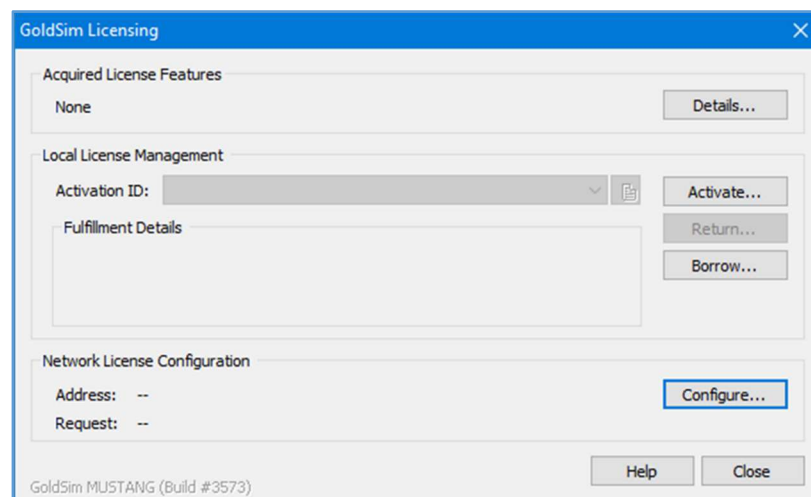 GoldSim Licensing
Acquired License Features
None
Details...
Local License Management
Activation ID:
Activate...
Fulfillment Details
Return...
Borrow...
Network License Configuration
Address: --
Configure...
Request: --
Help
Close
GoldSim MUSTANG (Build #3573)